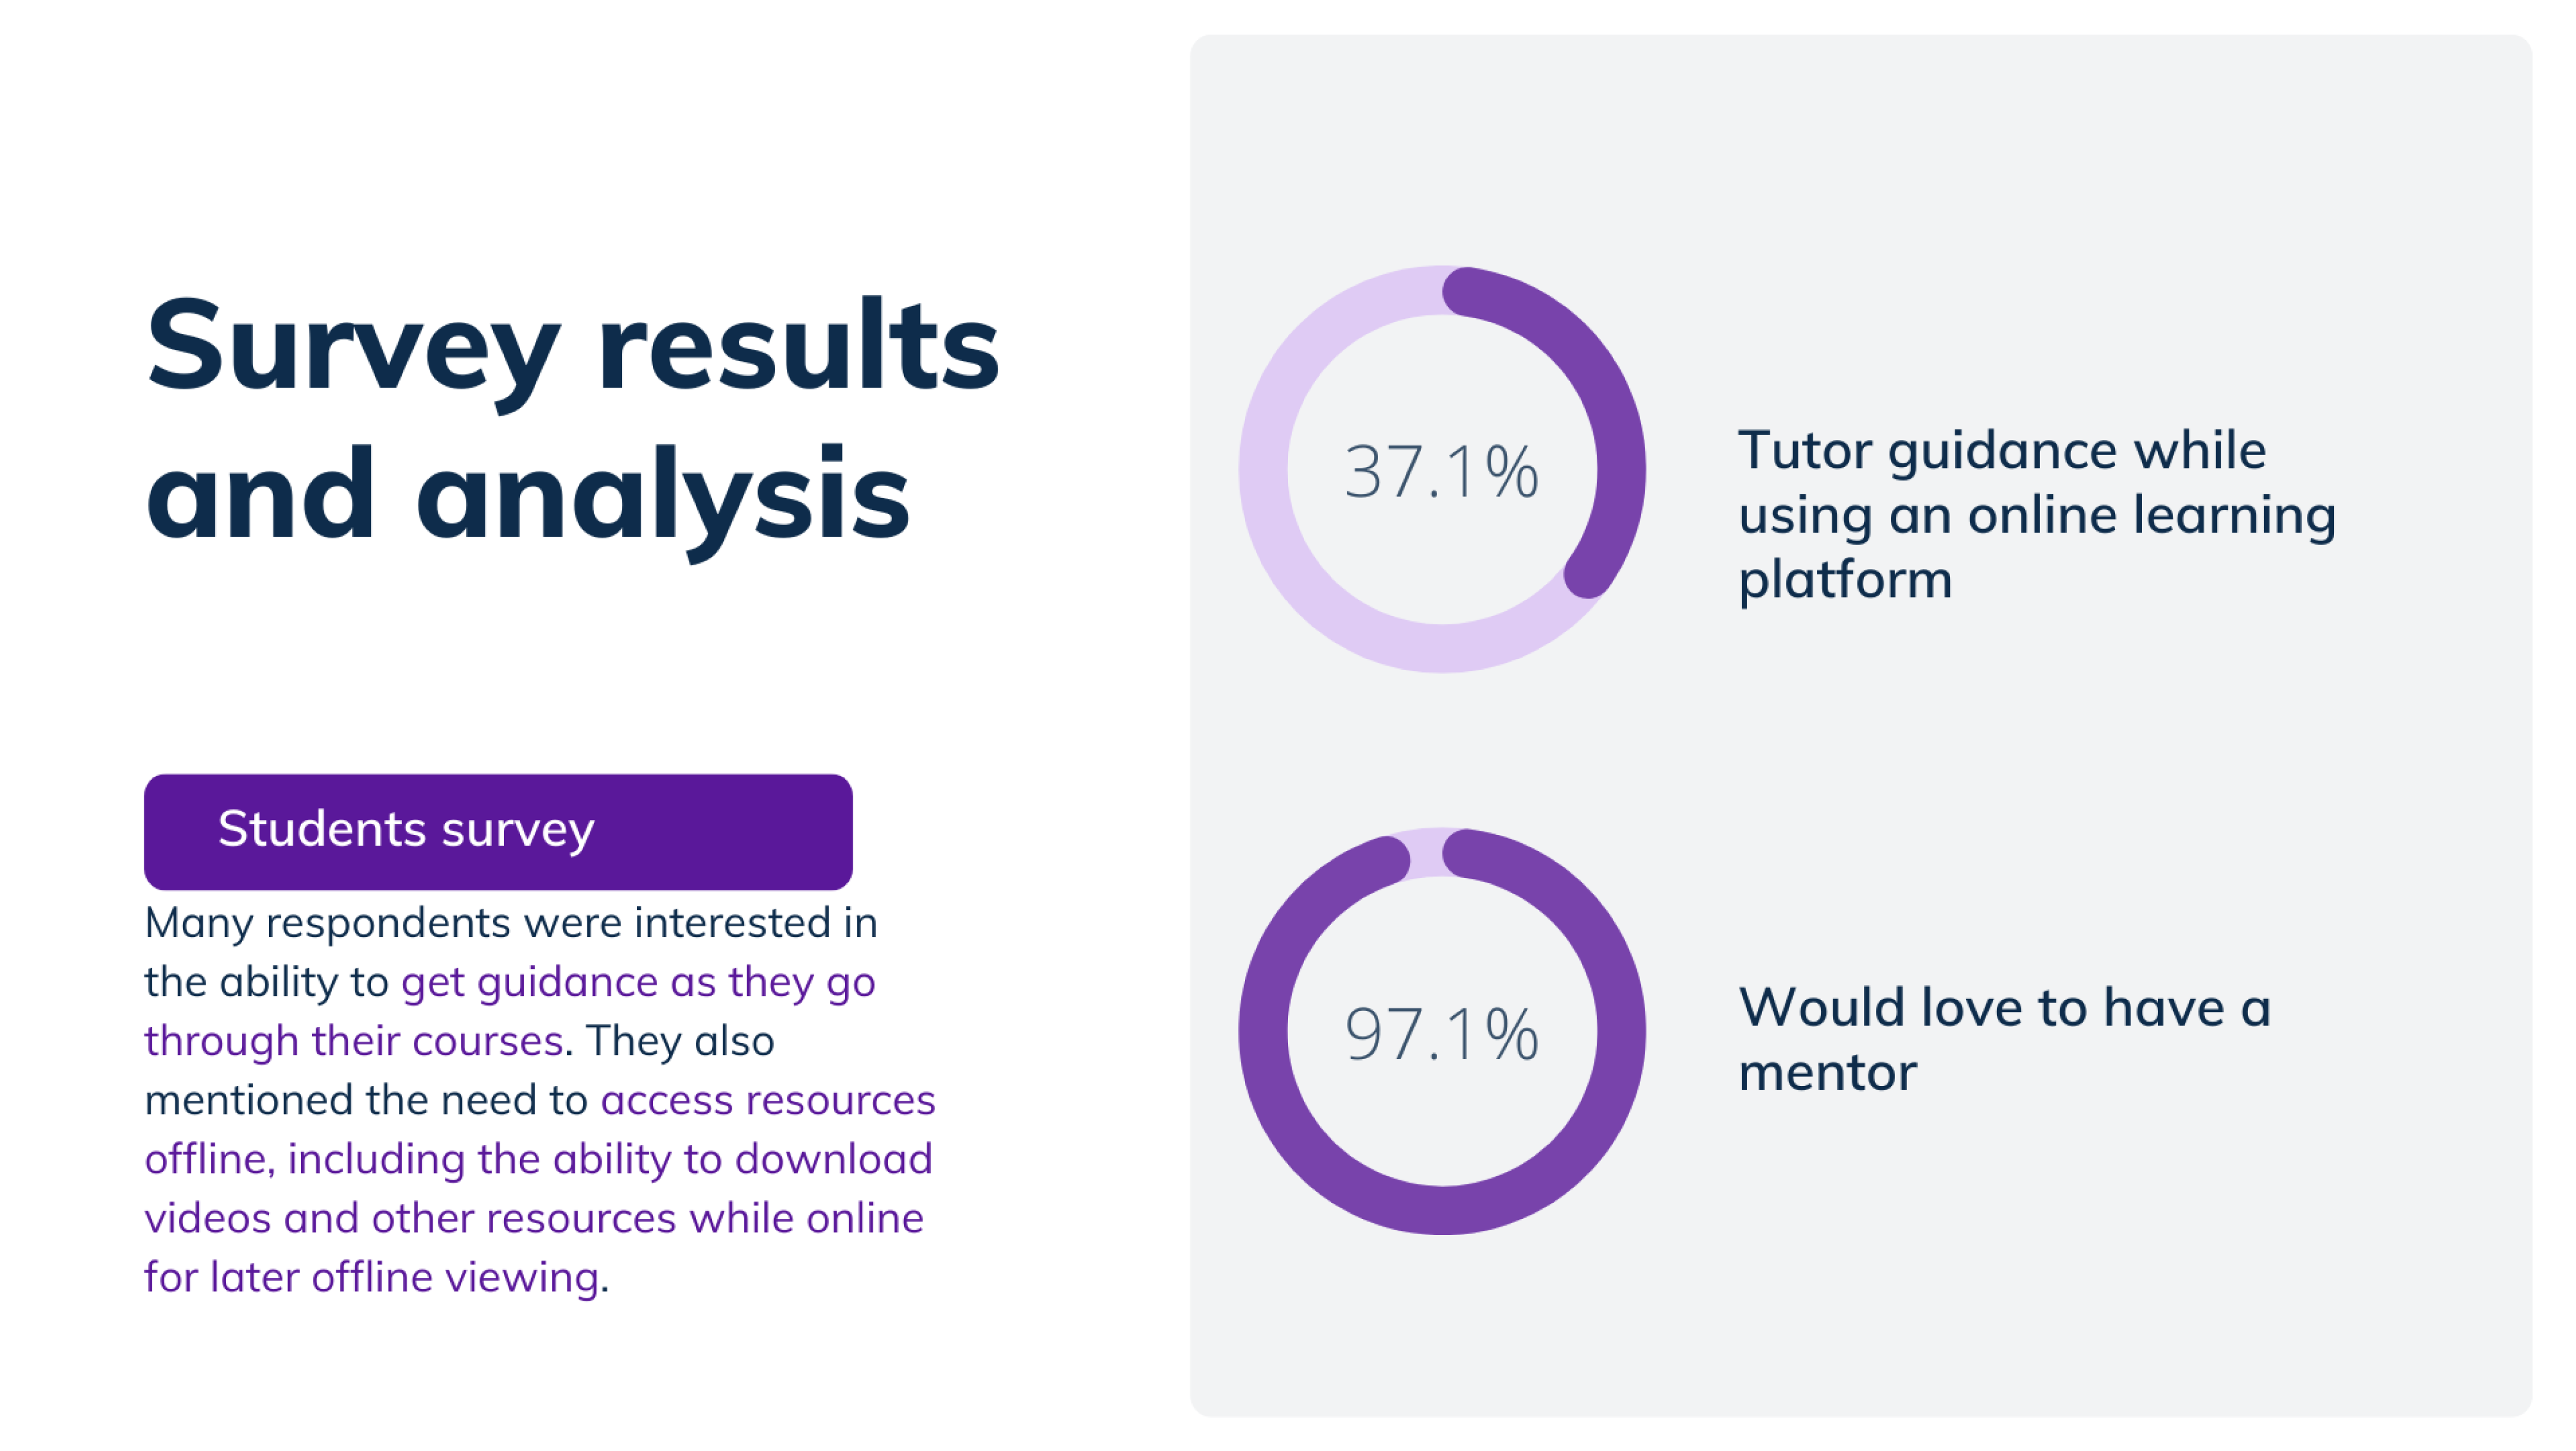 Survey results
and analysis
Students survey
Many respondents were interested in
the ability to get guidance as they go
through their courses. They also
mentioned the need to access resources
offline, including the ability to download
videos and other resources while online
for later offline viewing.
37.1%
Tutor guidance while
using an online learning
platform
97.1%
Would love to have a
mentor